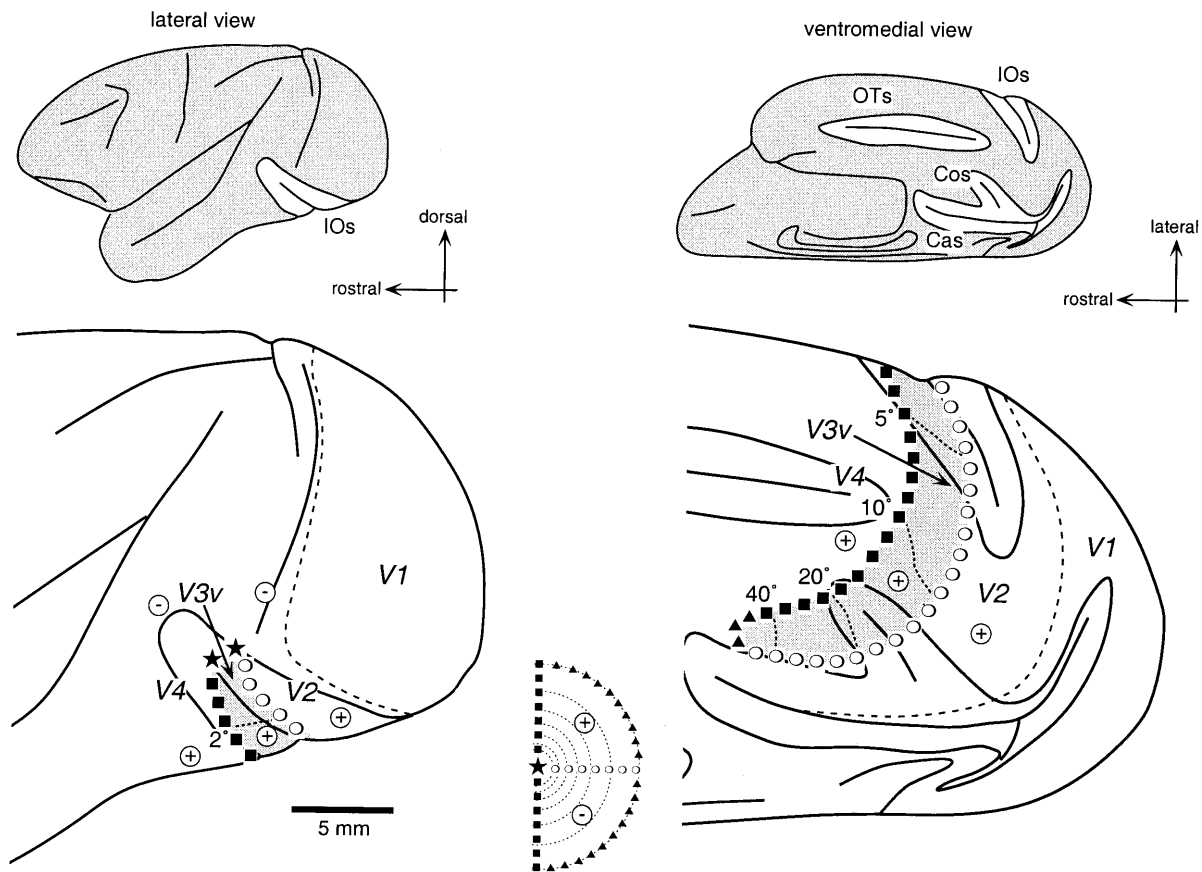 lateral view
IOs
dorsal
rostral
ventromedial view
IOs
OTs
Cos
Cas
lateral
rostral
V1
V3v
-
-
V4
V2
+
2°
+
+
5 mm
+
-
5°
V3v
V4
10°
+
20°
+
40°
V1
V2
+